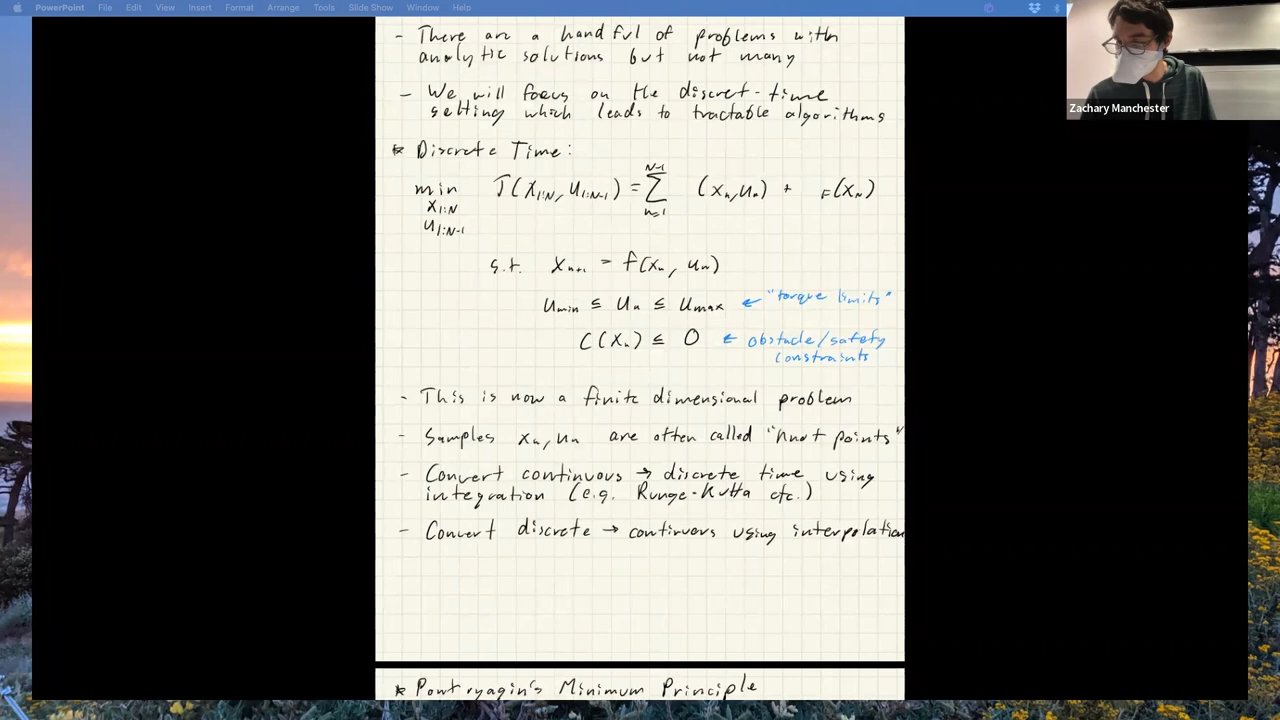 PowerPoint File Edit View Insert Format Arrange Tools Slide Show Window Help
Zachary Manchester
- There are a handful of problems with
analytic solutions but not many
- We will focus on the discret-time
setting which leads to tractable algorithms
* Discrete Time:
min J(x1:N, u1:N-1) = ∑ (xn, un) + F(xN)
N-1
n=1
x1:N
u1:N-1
s.t. xn+1 = f(xn, un)
umin ≤ un ≤ umax ← "torque limits"
C(xn) ≤ 0 ← obstacle/safety
constraints
- This is now a finite dimensional problem
- Samples xn, un are often called "knot points"
- Convert continuous → discrete time using
integration (e.g. Runge-Kutta etc.)
- Convert discrete → continuous using interpolation
* Pontryagin's Minimum Principle